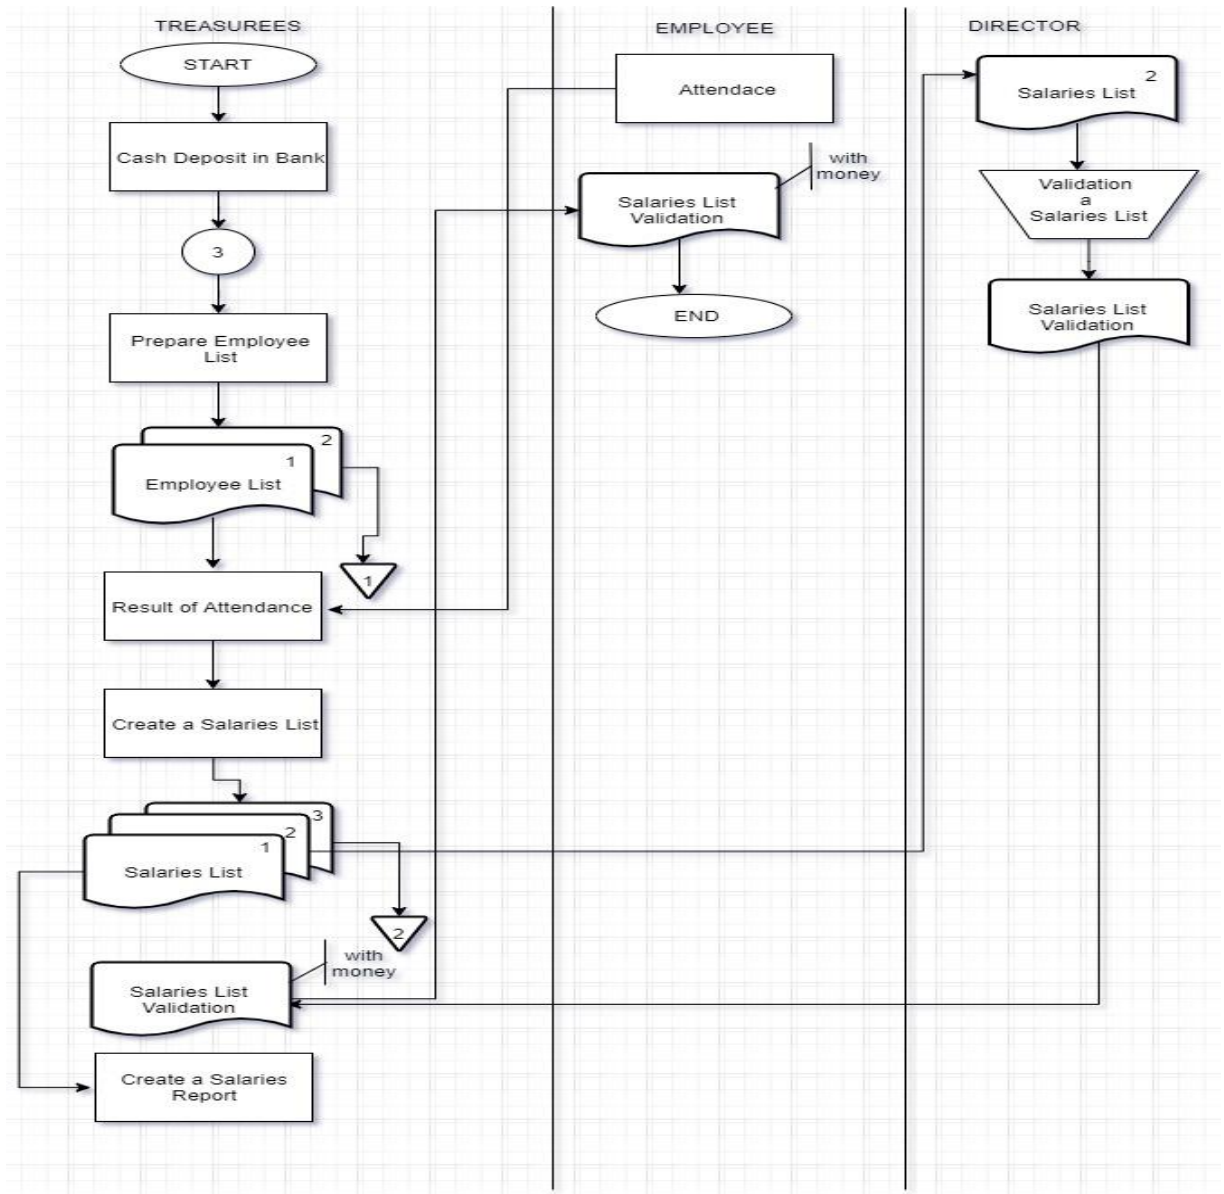 TREASUREES
START
Cash Deposit in Bank
3
Prepare Employee
List
2
1
Employee List
1
Result of Attendance
Create a Salaries List
3
2
1
Salaries List
2
with
money
Salaries List
Validation
Create a Salaries
Report
EMPLOYEE
Attendace
with
money
Salaries List
Validation
END
DIRECTOR
2
Salaries List
Validation
a
Salaries List
Salaries List
Validation